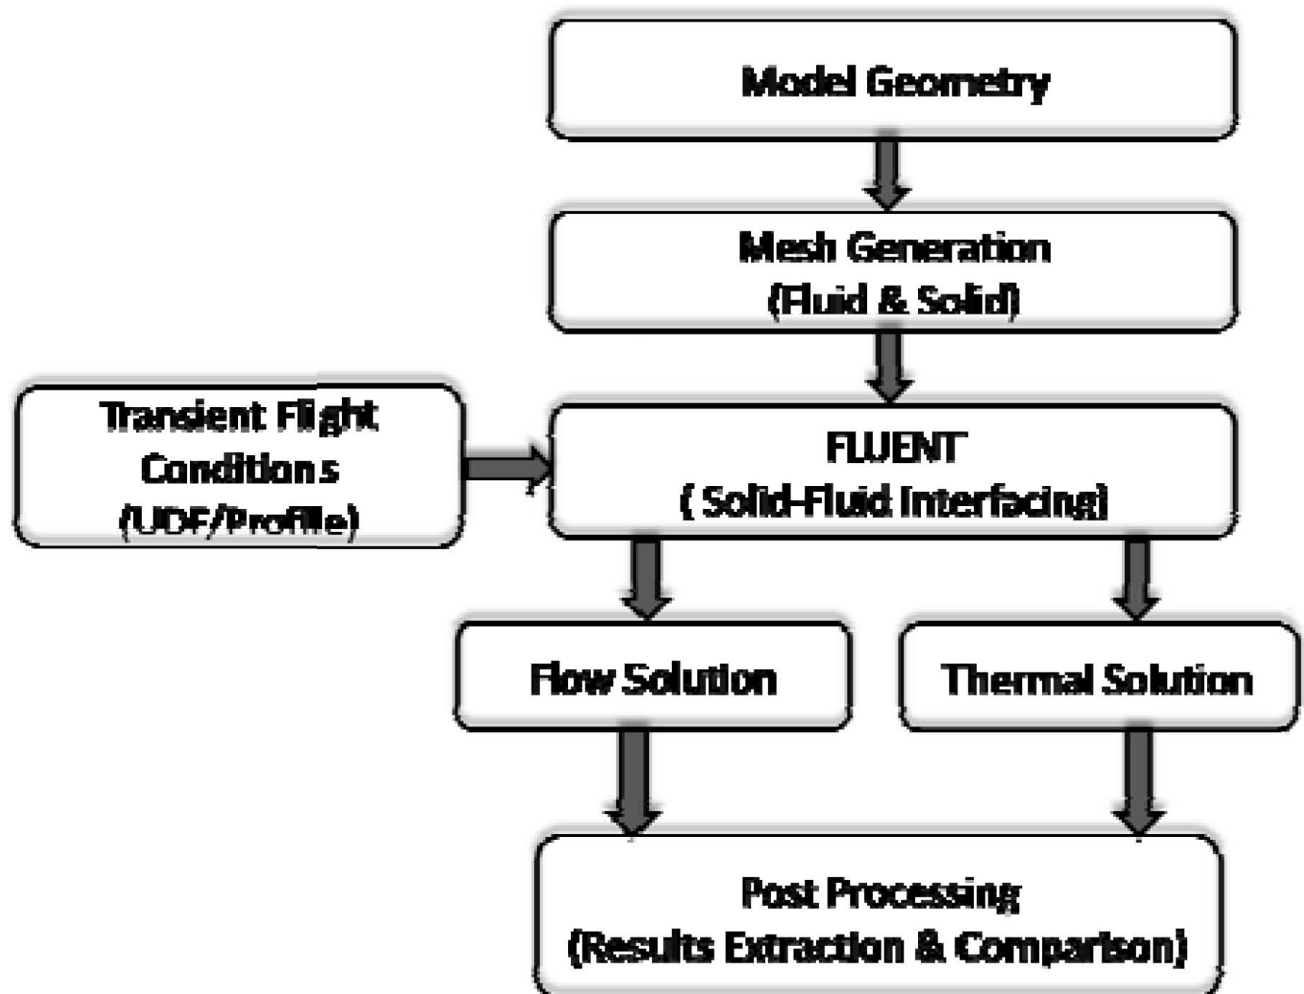 Model Geometry
Mesh Generation
(Fluid & Solid)
Transient Flight
Conditions
(UDF/Profile)
FLUENT
( Solid-Fluid Interfacing)
Flow Solution
Thermal Solution
Post Processing
(Results Extraction & Comparison)